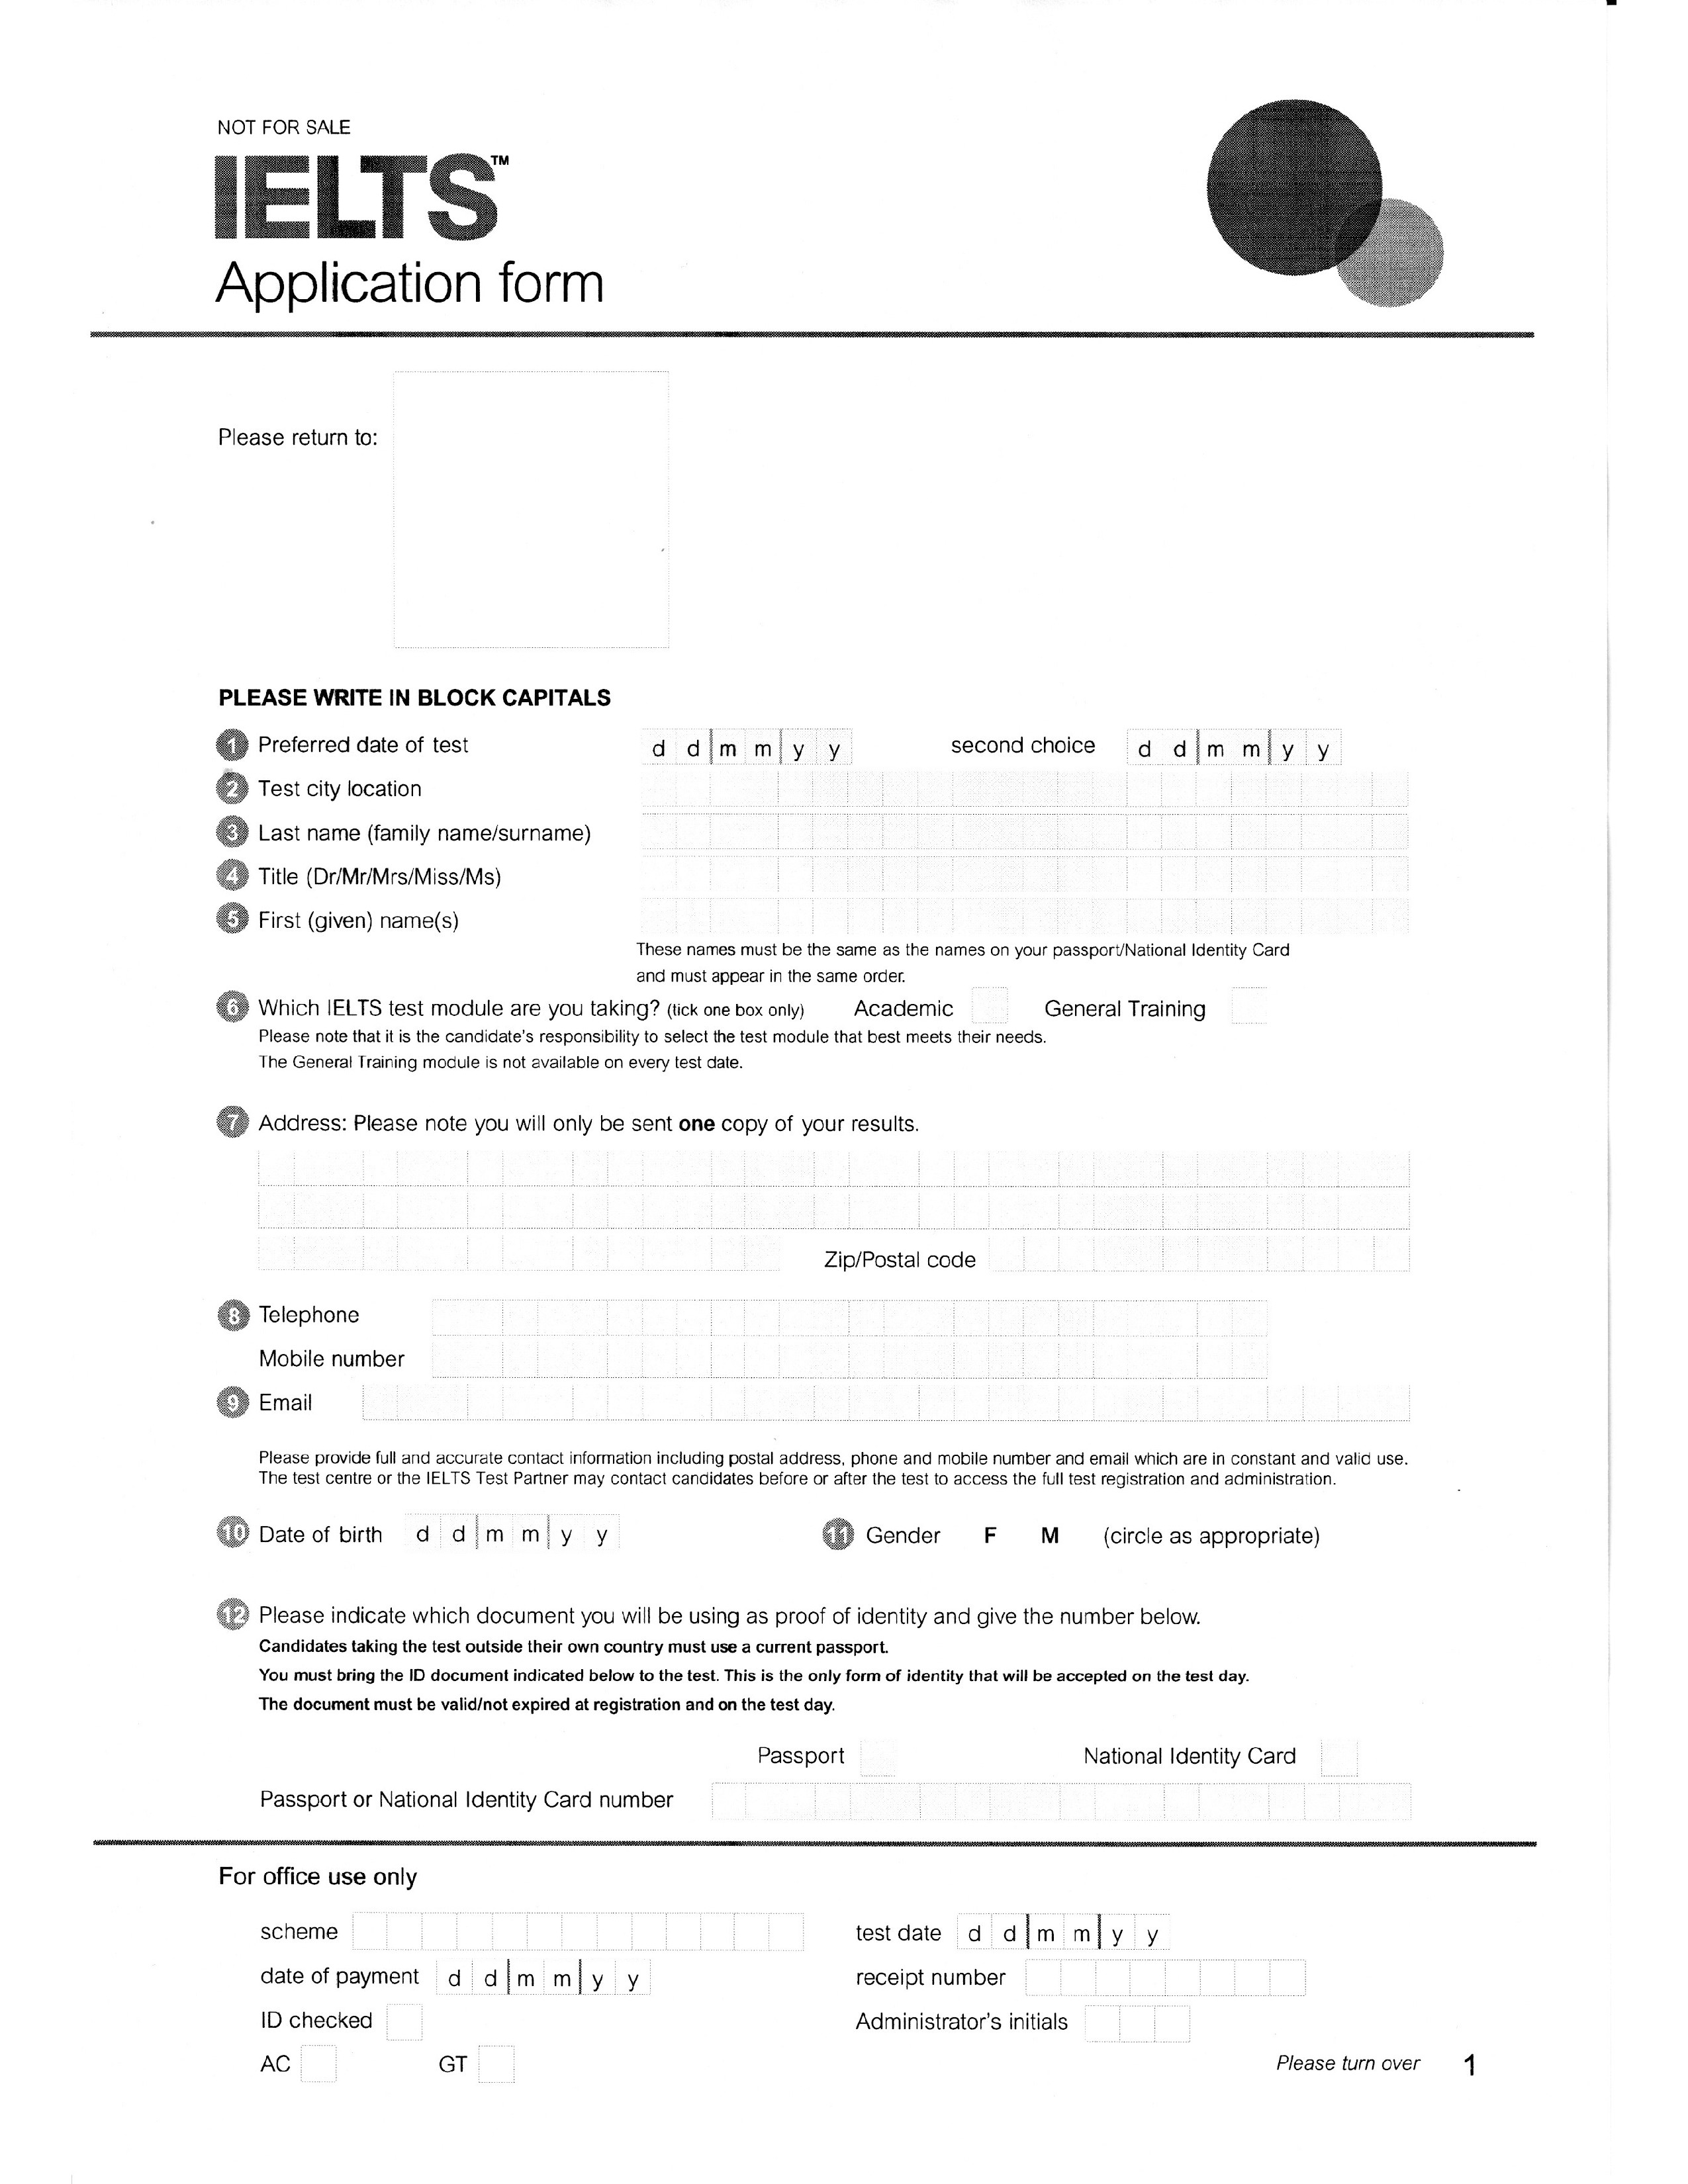 NOT FOR SALE
IELTS™
Application form
Please return to:
PLEASE WRITE IN BLOCK CAPITALS
1 Preferred date of test d d m m y y second choice d d m m y y
2 Test city location
3 Last name (family name/surname)
4 Title (Dr/Mr/Mrs/Miss/Ms)
5 First (given) name(s)
These names must be the same as the names on your passport/National Identity Card
and must appear in the same order.
6 Which IELTS test module are you taking? (tick one box only) Academic General Training
Please note that it is the candidate's responsibility to select the test module that best meets their needs.
The General Training module is not available on every test date.
7 Address: Please note you will only be sent one copy of your results.
Zip/Postal code
8 Telephone
Mobile number
9 Email
Please provide full and accurate contact information including postal address, phone and mobile number and email which are in constant and valid use.
The test centre or the IELTS Test Partner may contact candidates before or after the test to access the full test registration and administration.
10 Date of birth d d m m y y 11 Gender F M (circle as appropriate)
12 Please indicate which document you will be using as proof of identity and give the number below.
Candidates taking the test outside their own country must use a current passport.
You must bring the ID document indicated below to the test. This is the only form of identity that will be accepted on the test day.
The document must be valid/not expired at registration and on the test day.
Passport National Identity Card
Passport or National Identity Card number
For office use only
scheme test date d d m m y y
date of payment d d m m y y receipt number
ID checked Administrator's initials
AC GT Please turn over 1